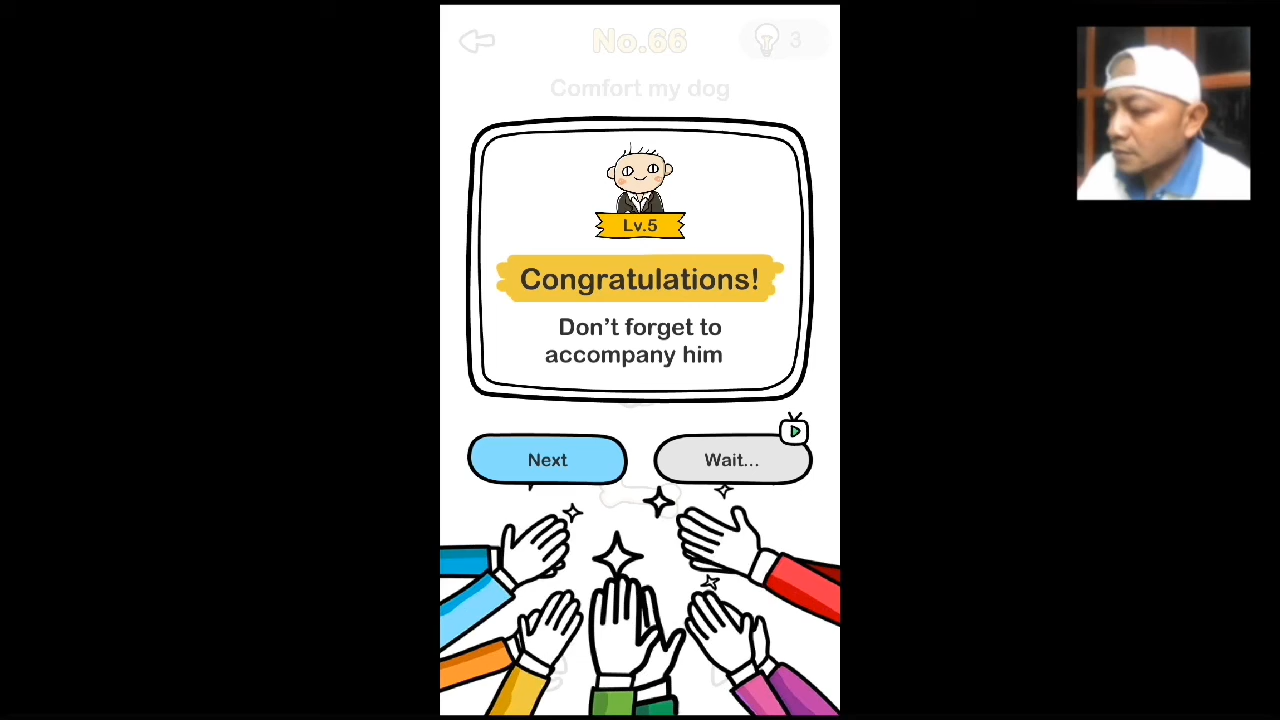 No.66
3
Comfort my dog
Lv.5
Congratulations!
Don't forget to
accompany him
Next
Wait...